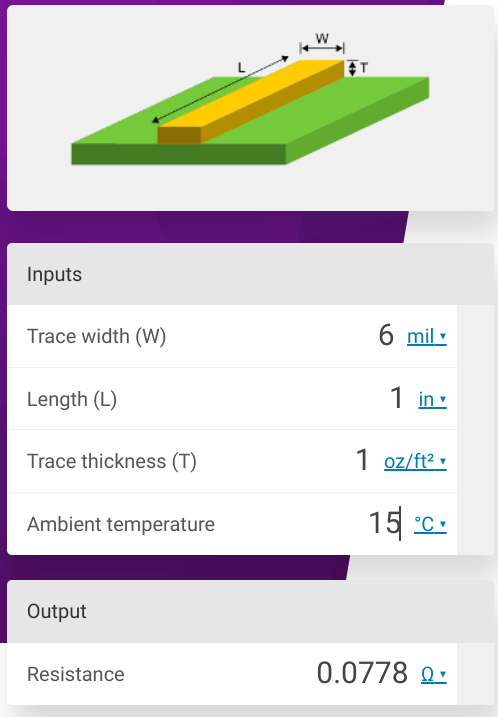 W
L
T
Inputs
Trace width (W) 6 mil
Length (L) 1 in
Trace thickness (T) 1 oz/ft²
Ambient temperature 15 °C
Output
Resistance 0.0778 Ω